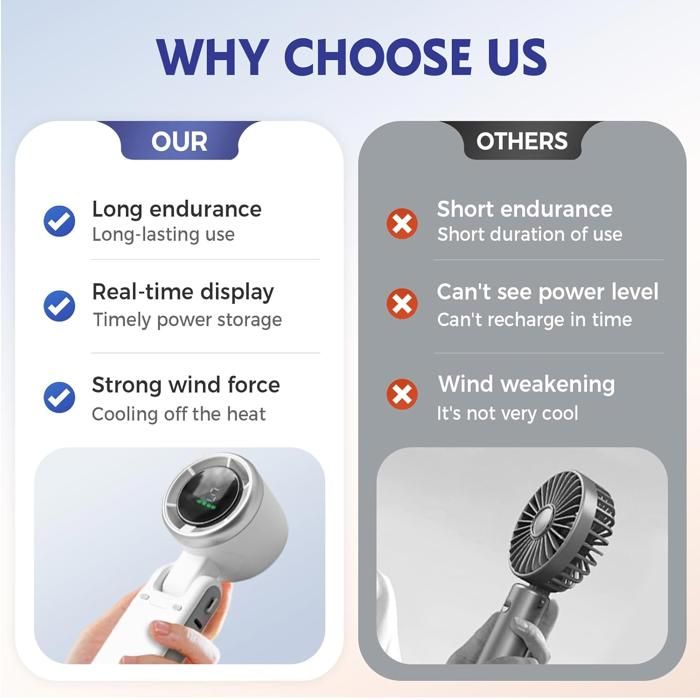 WHY CHOOSE US
OUR
Long endurance
Long-lasting use
Real-time display
Timely power storage
Strong wind force
Cooling off the heat
OTHERS
Short endurance
Short duration of use
Can't see power level
Can't recharge in time
Wind weakening
It's not very cool